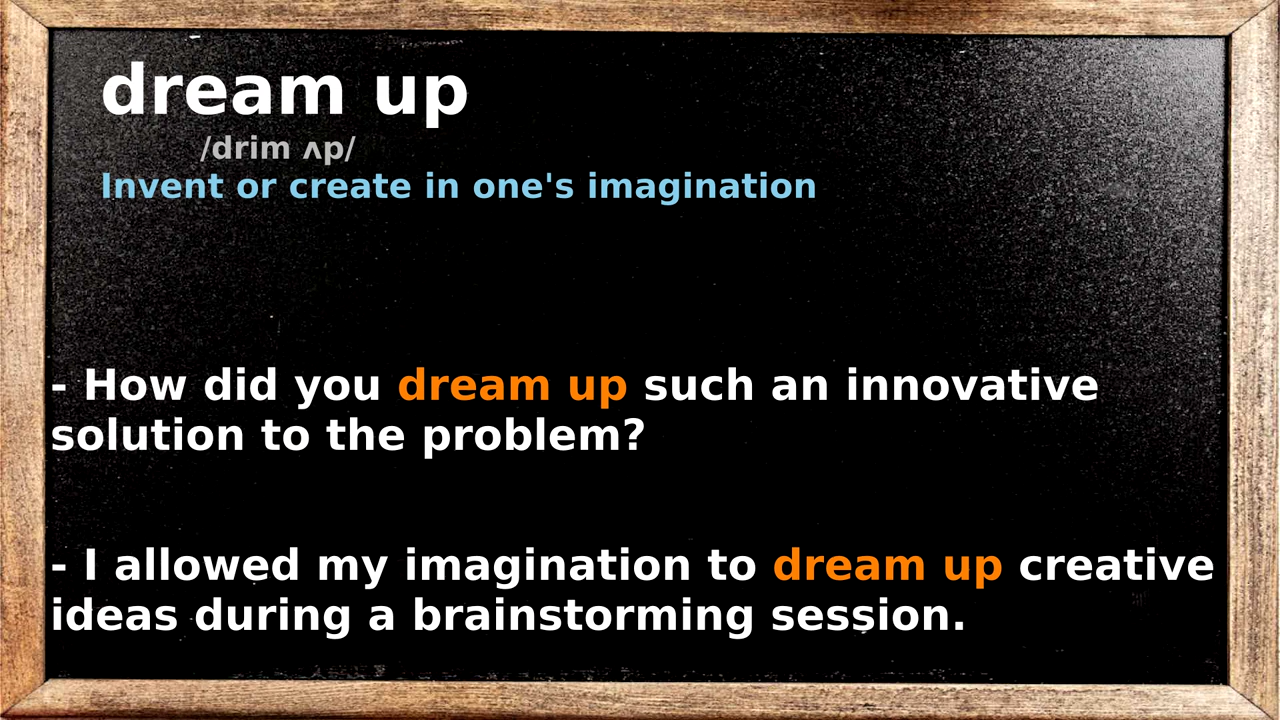 dream up
/drim ʌp/
Invent or create in one's imagination
- How did you dream up such an innovative
solution to the problem?
- I allowed my imagination to dream up creative
ideas during a brainstorming session.